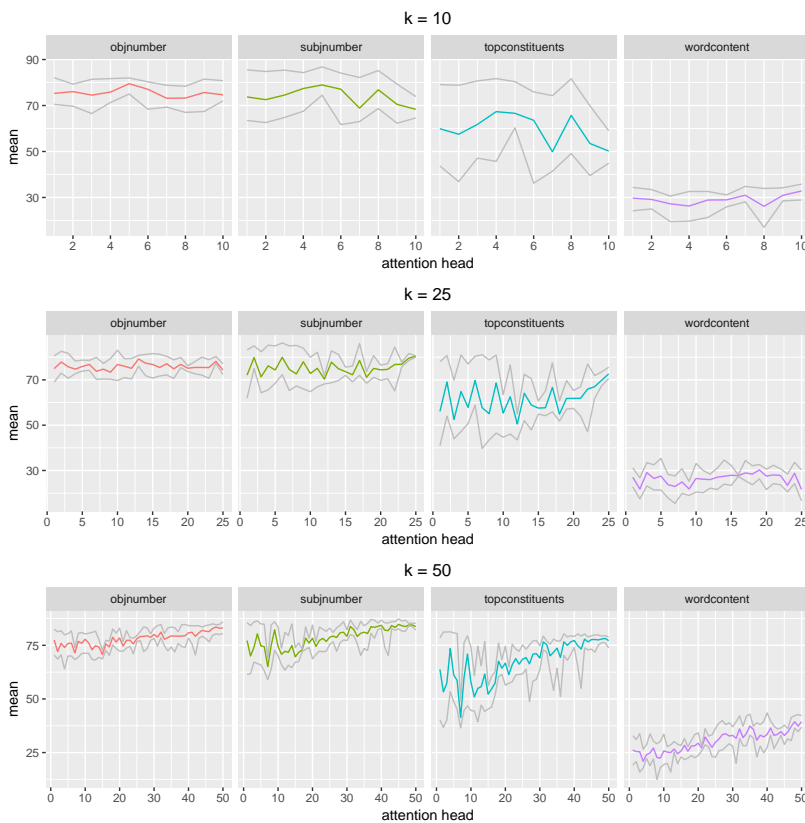 k = 10
objnumber subjnumber topconstituents wordcontent
90
70
50
30
mean
2 4 6 8 10 2 4 6 8 10 2 4 6 8 10 2 4 6 8 10
attention head
k = 25
objnumber subjnumber topconstituents wordcontent
70
50
30
mean
0 5 10 15 20 25 0 5 10 15 20 25 0 5 10 15 20 25 0 5 10 15 20 25
attention head
k = 50
objnumber subjnumber topconstituents wordcontent
75
50
25
mean
0 10 20 30 40 50 0 10 20 30 40 50 0 10 20 30 40 50 0 10 20 30 40 50
attention head